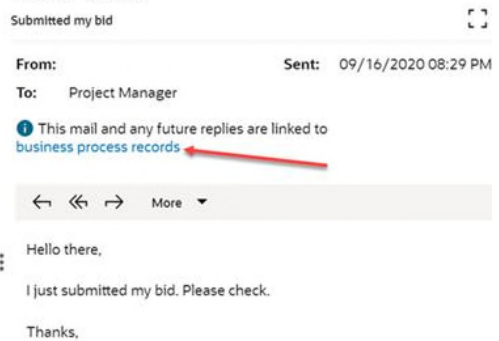 Submitted my bid
From: Sent: 09/16/2020 08:29 PM
To: Project Manager
This mail and any future replies are linked to
business process records
More
Hello there,
I just submitted my bid. Please check.
Thanks,